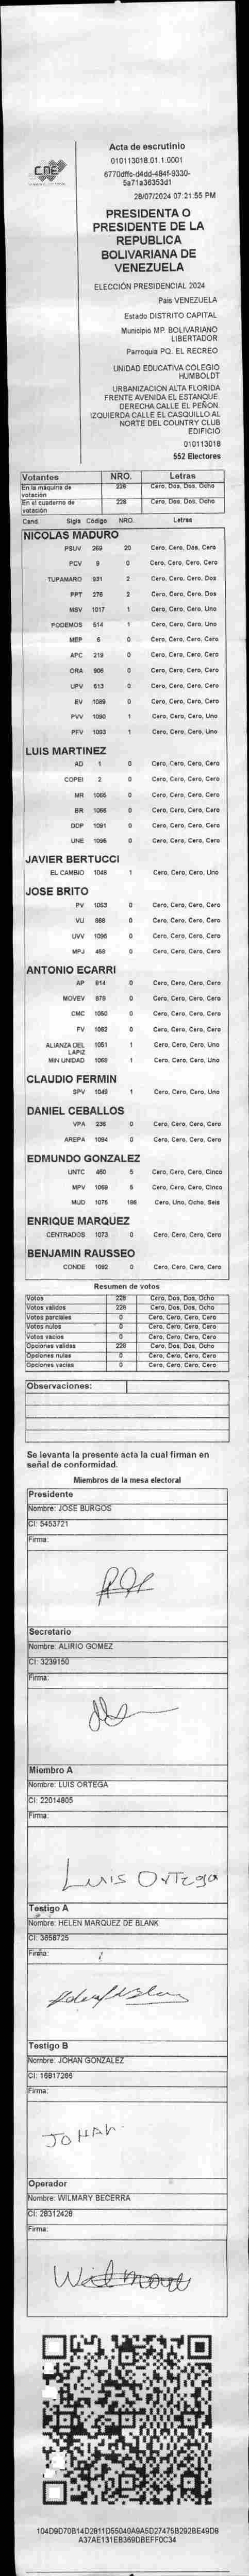 CNE
Acta de escrutinio
010113018.01.1.0001
6770dffc-d4dd-484f-9330-
5a71a36353d1
28/07/2024 07:21:55 PM
PRESIDENTA O
PRESIDENTE DE LA
REPUBLICA
BOLIVARIANA DE
VENEZUELA
ELECCIÓN PRESIDENCIAL 2024
Pais VENEZUELA
Estado DISTRITO CAPITAL
Municipio MP. BOLIVARIANO
LIBERTADOR
Parroquia PQ. EL RECREO
UNIDAD EDUCATIVA COLEGIO
HUMBOLDT
URBANIZACION ALTA FLORIDA
FRENTE AVENIDA EL ESTANQUE.
DERECHA CALLE EL PEÑON.
IZQUIERDA CALLE EL CASQUILLO AL
NORTE DEL COUNTRY CLUB
EDIFICIO
010113018
552 Electores
Votantes NRO. Letras
En la máquina de votación 228 Cero, Dos, Dos, Ocho
En el cuaderno de votación 228 Cero, Dos, Dos, Ocho
Cand. Sigla Código NRO. Letras
NICOLAS MADURO
PSUV 269 20 Cero, Cero, Dos, Cero
PCV 9 0 Cero, Cero, Cero, Cero
TUPAMARO 931 2 Cero, Cero, Cero, Dos
PPT 276 2 Cero, Cero, Cero, Dos
MSV 1017 1 Cero, Cero, Cero, Uno
PODEMOS 614 1 Cero, Cero, Cero, Uno
MEP 6 0 Cero, Cero, Cero, Cero
APC 219 0 Cero, Cero, Cero, Cero
ORA 906 0 Cero, Cero, Cero, Cero
UPV 513 0 Cero, Cero, Cero, Cero
EV 1089 0 Cero, Cero, Cero, Cero
PVV 1090 1 Cero, Cero, Cero, Uno
PFV 1093 1 Cero, Cero, Cero, Uno
LUIS MARTINEZ
AD 1 0 Cero, Cero, Cero, Cero
COPEI 2 0 Cero, Cero, Cero, Cero
MR 1065 0 Cero, Cero, Cero, Cero
BR 1066 0 Cero, Cero, Cero, Cero
DDP 1091 0 Cero, Cero, Cero, Cero
UNE 1095 0 Cero, Cero, Cero, Cero
JAVIER BERTUCCI
EL CAMBIO 1048 1 Cero, Cero, Cero, Uno
JOSE BRITO
PV 1053 0 Cero, Cero, Cero, Cero
VU 888 0 Cero, Cero, Cero, Cero
UVV 1096 0 Cero, Cero, Cero, Cero
MPJ 458 0 Cero, Cero, Cero, Cero
ANTONIO ECARRI
AP 814 0 Cero, Cero, Cero, Cero
MOVEV 878 0 Cero, Cero, Cero, Cero
CMC 1050 0 Cero, Cero, Cero, Cero
FV 1062 0 Cero, Cero, Cero, Cero
ALIANZA DEL LAPIZ 1051 1 Cero, Cero, Cero, Uno
MIN UNIDAD 1068 1 Cero, Cero, Cero, Uno
CLAUDIO FERMIN
SPV 1049 1 Cero, Cero, Cero, Uno
DANIEL CEBALLOS
VPA 236 0 Cero, Cero, Cero, Cero
AREPA 1094 0 Cero, Cero, Cero, Cero
EDMUNDO GONZALEZ
UNTC 460 5 Cero, Cero, Cero, Cinco
MPV 1069 5 Cero, Cero, Cero, Cinco
MUD 1075 186 Cero, Uno, Ocho, Seis
ENRIQUE MARQUEZ
CENTRADOS 1073 0 Cero, Cero, Cero, Cero
BENJAMIN RAUSSEO
CONDE 1092 0 Cero, Cero, Cero, Cero
Resumen de votos
Votos 228 Cero, Dos, Dos, Ocho
Votos validos 228 Cero, Dos, Dos, Ocho
Votos parciales 0 Cero, Cero, Cero, Cero
Votos nulos 0 Cero, Cero, Cero, Cero
Votos vacios 0 Cero, Cero, Cero, Cero
Opciones validas 228 Cero, Dos, Dos, Ocho
Opciones nulas 0 Cero, Cero, Cero, Cero
Opciones vacias 0 Cero, Cero, Cero, Cero
Observaciones:
Se levanta la presente acta la cual firman en
señal de conformidad.
Miembros de la mesa electoral
Presidente
Nombre: JOSE BURGOS
CI: 5453721
Firma:
Secretario
Nombre: ALIRIO GOMEZ
CI: 3239150
Firma:
Miembro A
Nombre: LUIS ORTEGA
CI: 22014805
Firma:
LUIS ORTEGA
Testigo A
Nombre: HELEN MARQUEZ DE BLANK
CI: 3658725
Firma:
Testigo B
Nombre: JOHAN GONZALEZ
CI: 16817286
Firma:
JOHAN
Operador
Nombre: WILMARY BECERRA
CI: 28312428
Firma:
104D9D70B14D2811D55040A9A5D27475B292BE49D8
A37AE131EB369DBEFF0C34